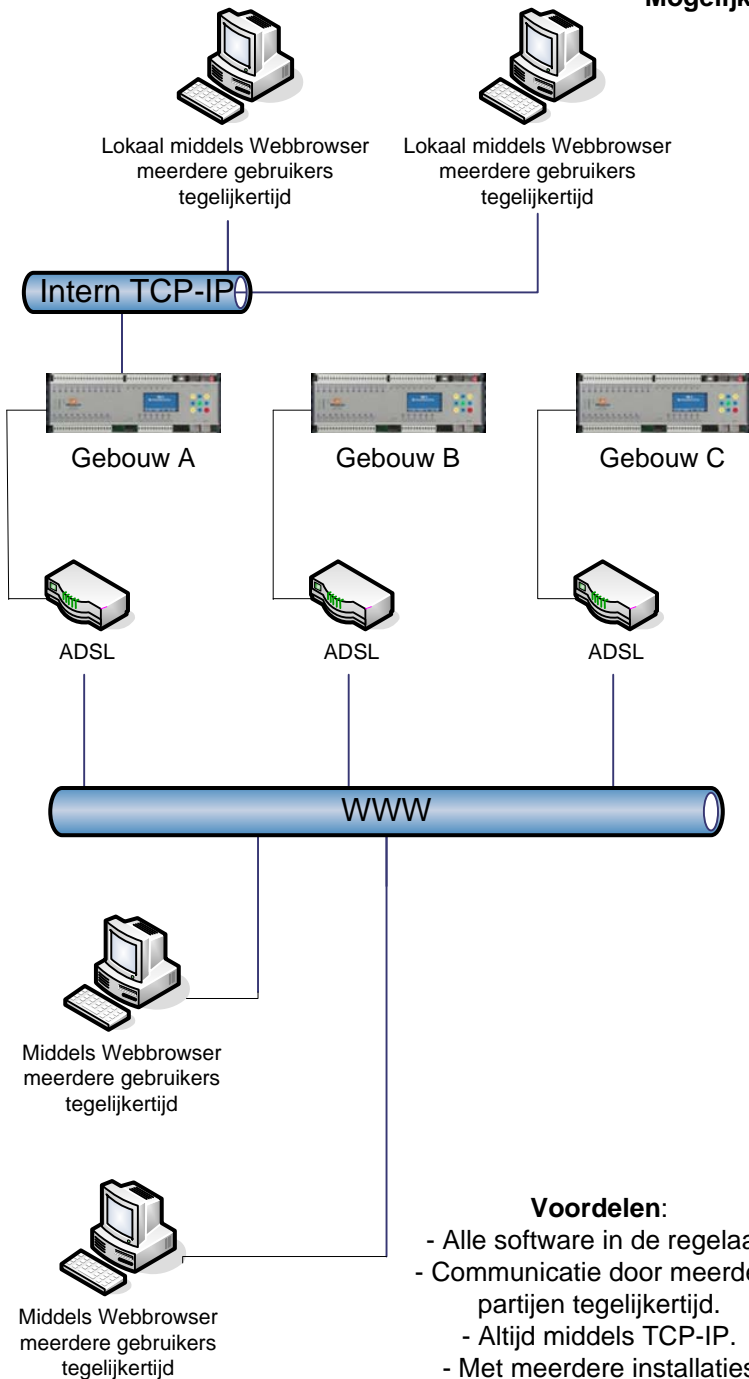 Mogelijk
Lokaal middels Webbrowser
meerdere gebruikers
tegelijkertijd
Lokaal middels Webbrowser
meerdere gebruikers
tegelijkertijd
Intern TCP-IP
Gebouw A
Gebouw B
Gebouw C
ADSL
ADSL
ADSL
WWW
Middels Webbrowser
meerdere gebruikers
tegelijkertijd
Middels Webbrowser
meerdere gebruikers
tegelijkertijd
Voordelen:
- Alle software in de regelaa
- Communicatie door meerde
partijen tegelijkertijd.
- Altijd middels TCP-IP.
- Met meerdere installaties